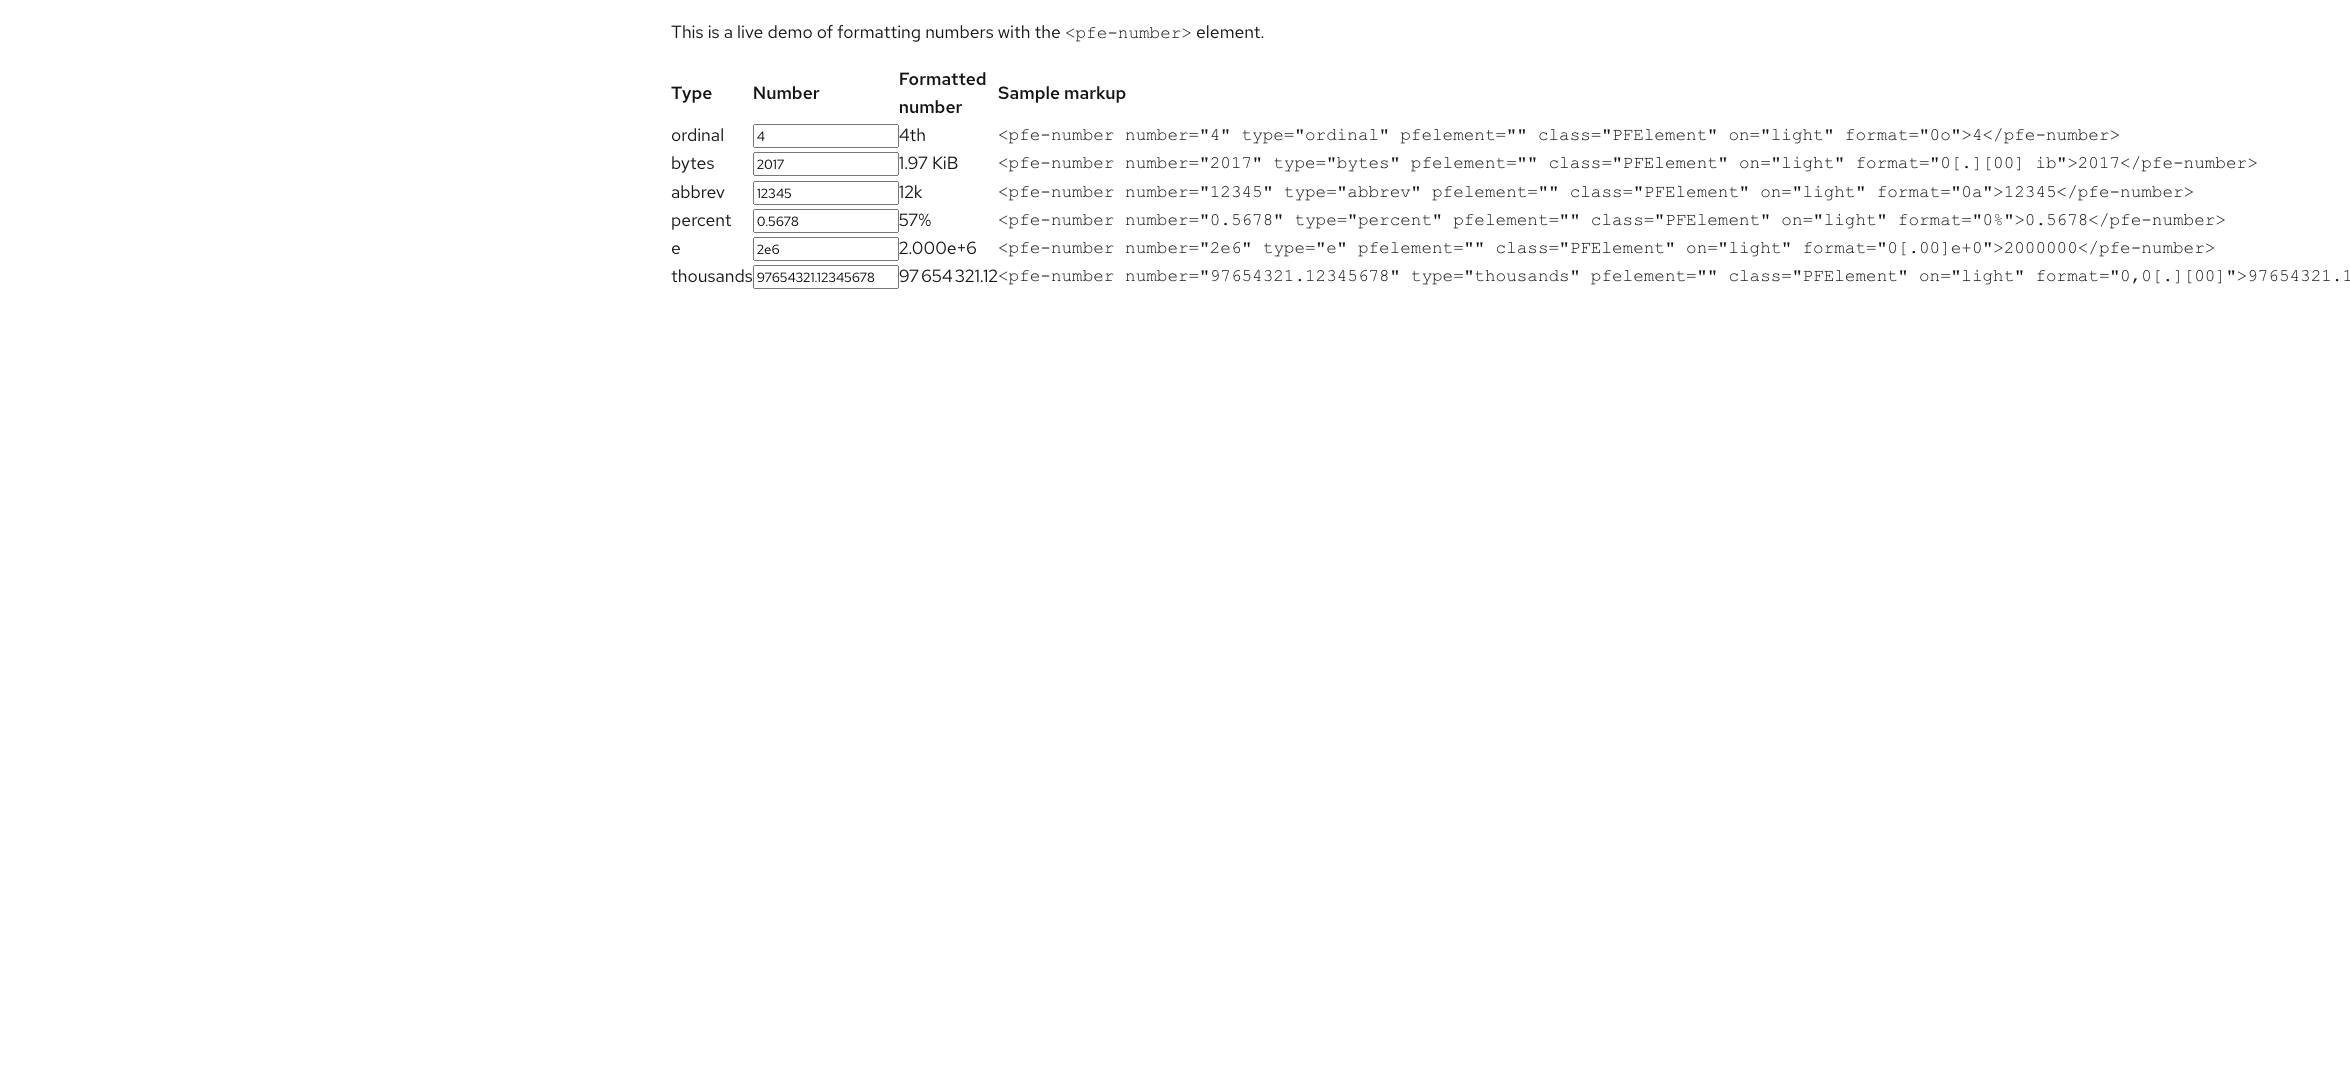 This is a live demo of formatting numbers with the <pfe-number> element.
Type Number Formatted number Sample markup
ordinal 4 4th <pfe-number number="4" type="ordinal" pfelement="" class="PFElement" on="light" format="0o">4</pfe-number>
bytes 2017 1.97 KiB <pfe-number number="2017" type="bytes" pfelement="" class="PFElement" on="light" format="0[.][00] ib">2017</pfe-number>
abbrev 12345 12k <pfe-number number="12345" type="abbrev" pfelement="" class="PFElement" on="light" format="0a">12345</pfe-number>
percent 0.5678 57% <pfe-number number="0.5678" type="percent" pfelement="" class="PFElement" on="light" format="0%">0.5678</pfe-number>
e 2e6 2.000e+6 <pfe-number number="2e6" type="e" pfelement="" class="PFElement" on="light" format="0[.00]e+0">2000000</pfe-number>
thousands 97654321.12345678 97 654 321.12 <pfe-number number="97654321.12345678" type="thousands" pfelement="" class="PFElement" on="light" format="0,0[.][00]">97654321.1